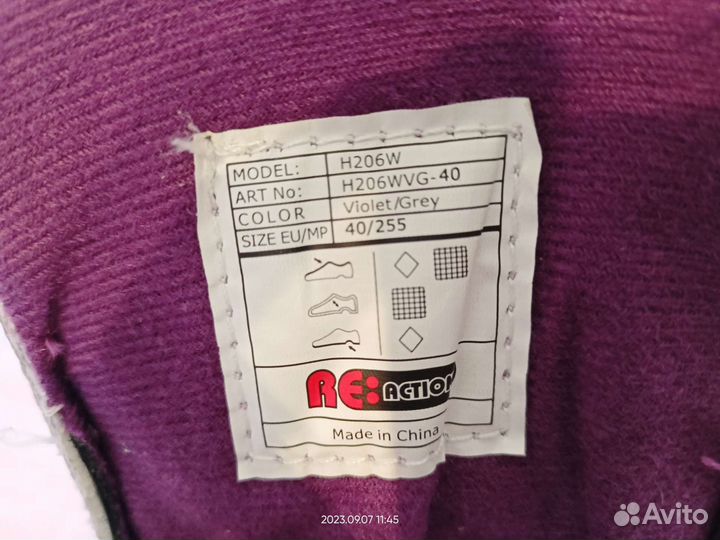 MODEL: H206W
ART No: H206WVG-40
COLOR Violet/Grey
SIZE EU/MP 40/255
RE:ACTION
Made in China
2023.09.07 11:45
Avito